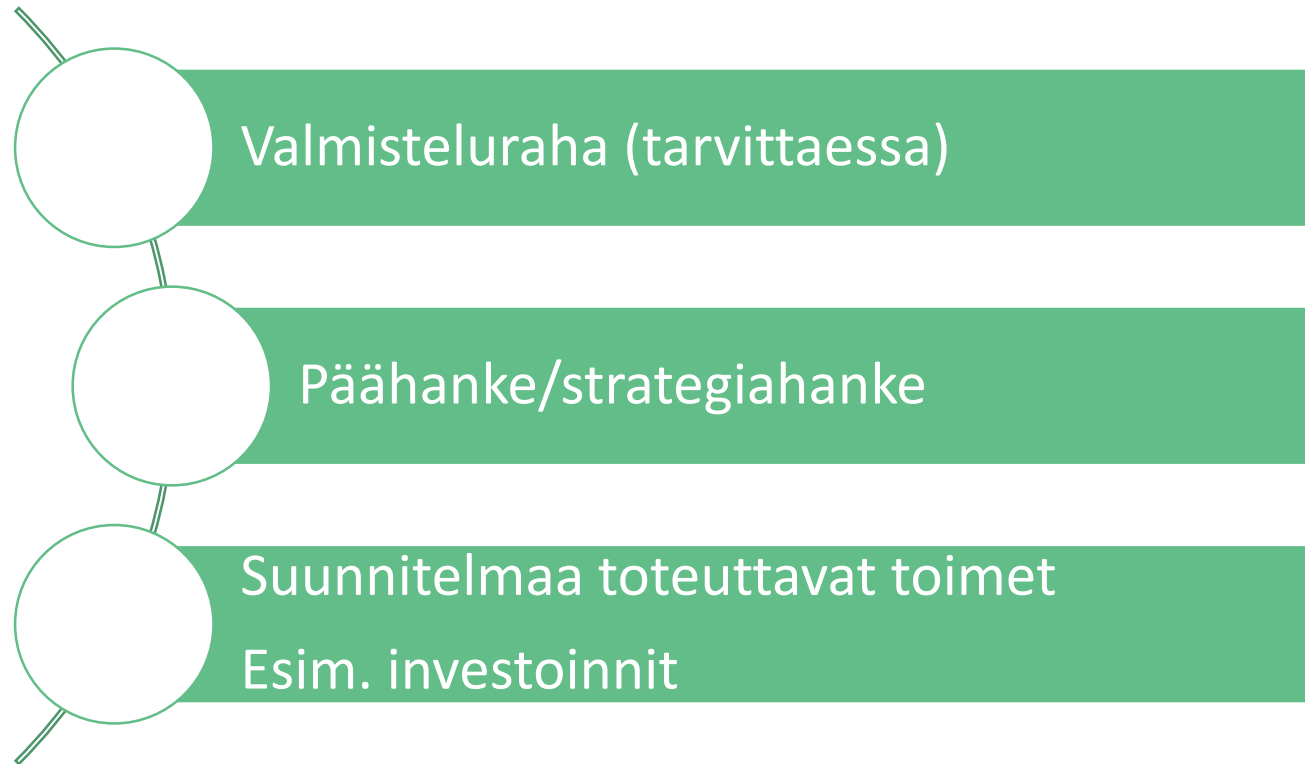 Valmisteluraha (tarvittaessa)
Päähanke/strategiahanke
Suunnitelmaa toteuttavat toimet
Esim. investoinnit